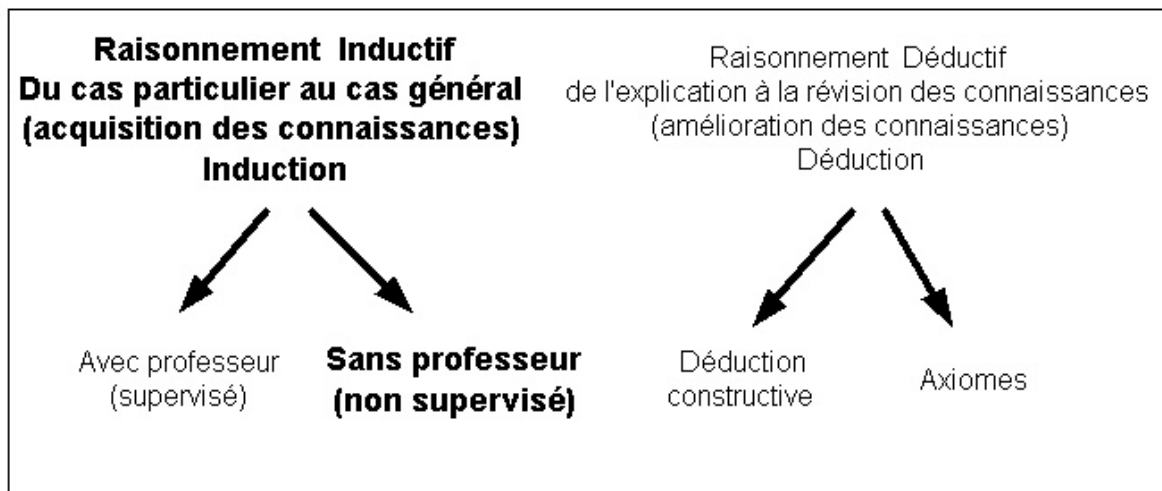 Raisonnement Inductif
Du cas particulier au cas général
(acquisition des connaissances)
Induction
Raisonnement Déductif
de l'explication à la révision des connaissances
(amélioration des connaissances)
Déduction
Avec professeur
(supervisé)
Sans professeur
(non supervisé)
Déduction
constructive
Axiomes